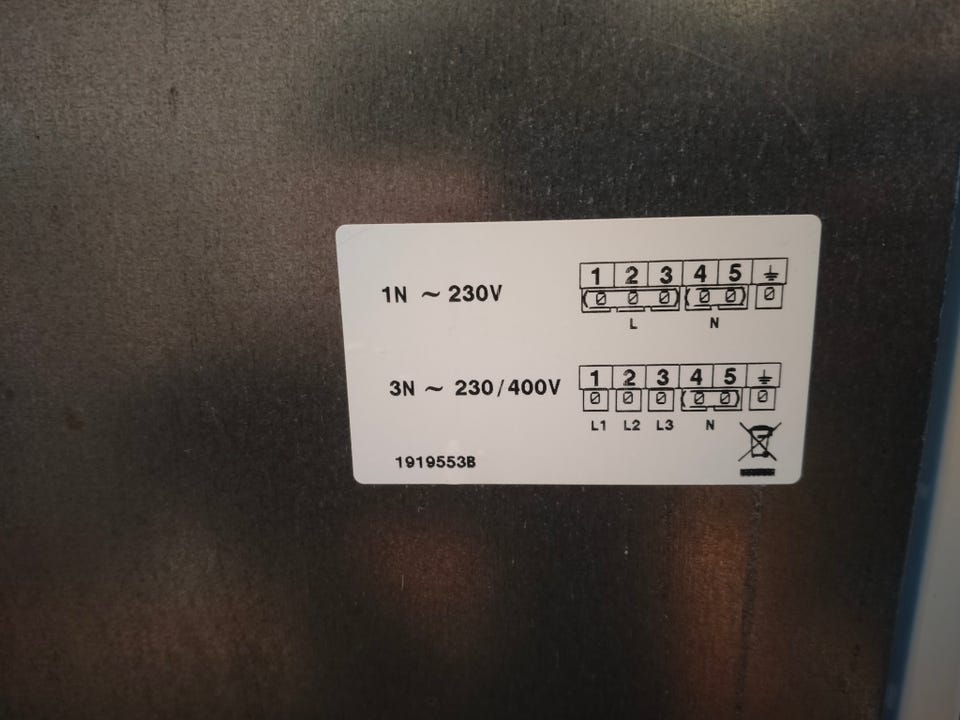 1N ~ 230V
1 2 3 4 5 ⏚
L N
3N ~ 230/400V
1 2 3 4 5 ⏚
L1 L2 L3 N
1919553B